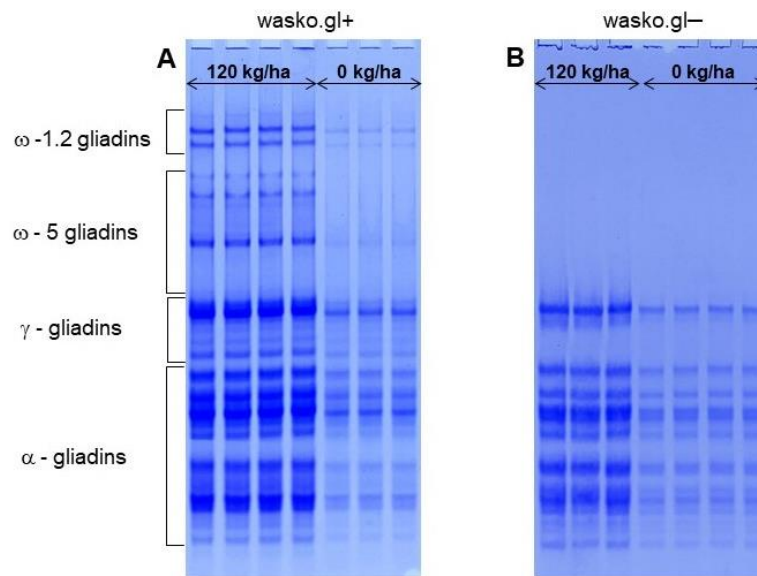 wasko.gl+
wasko.gl−
A
B
120 kg/ha
0 kg/ha
120 kg/ha
0 kg/ha
ω -1.2 gliadins
ω - 5 gliadins
γ - gliadins
α - gliadins